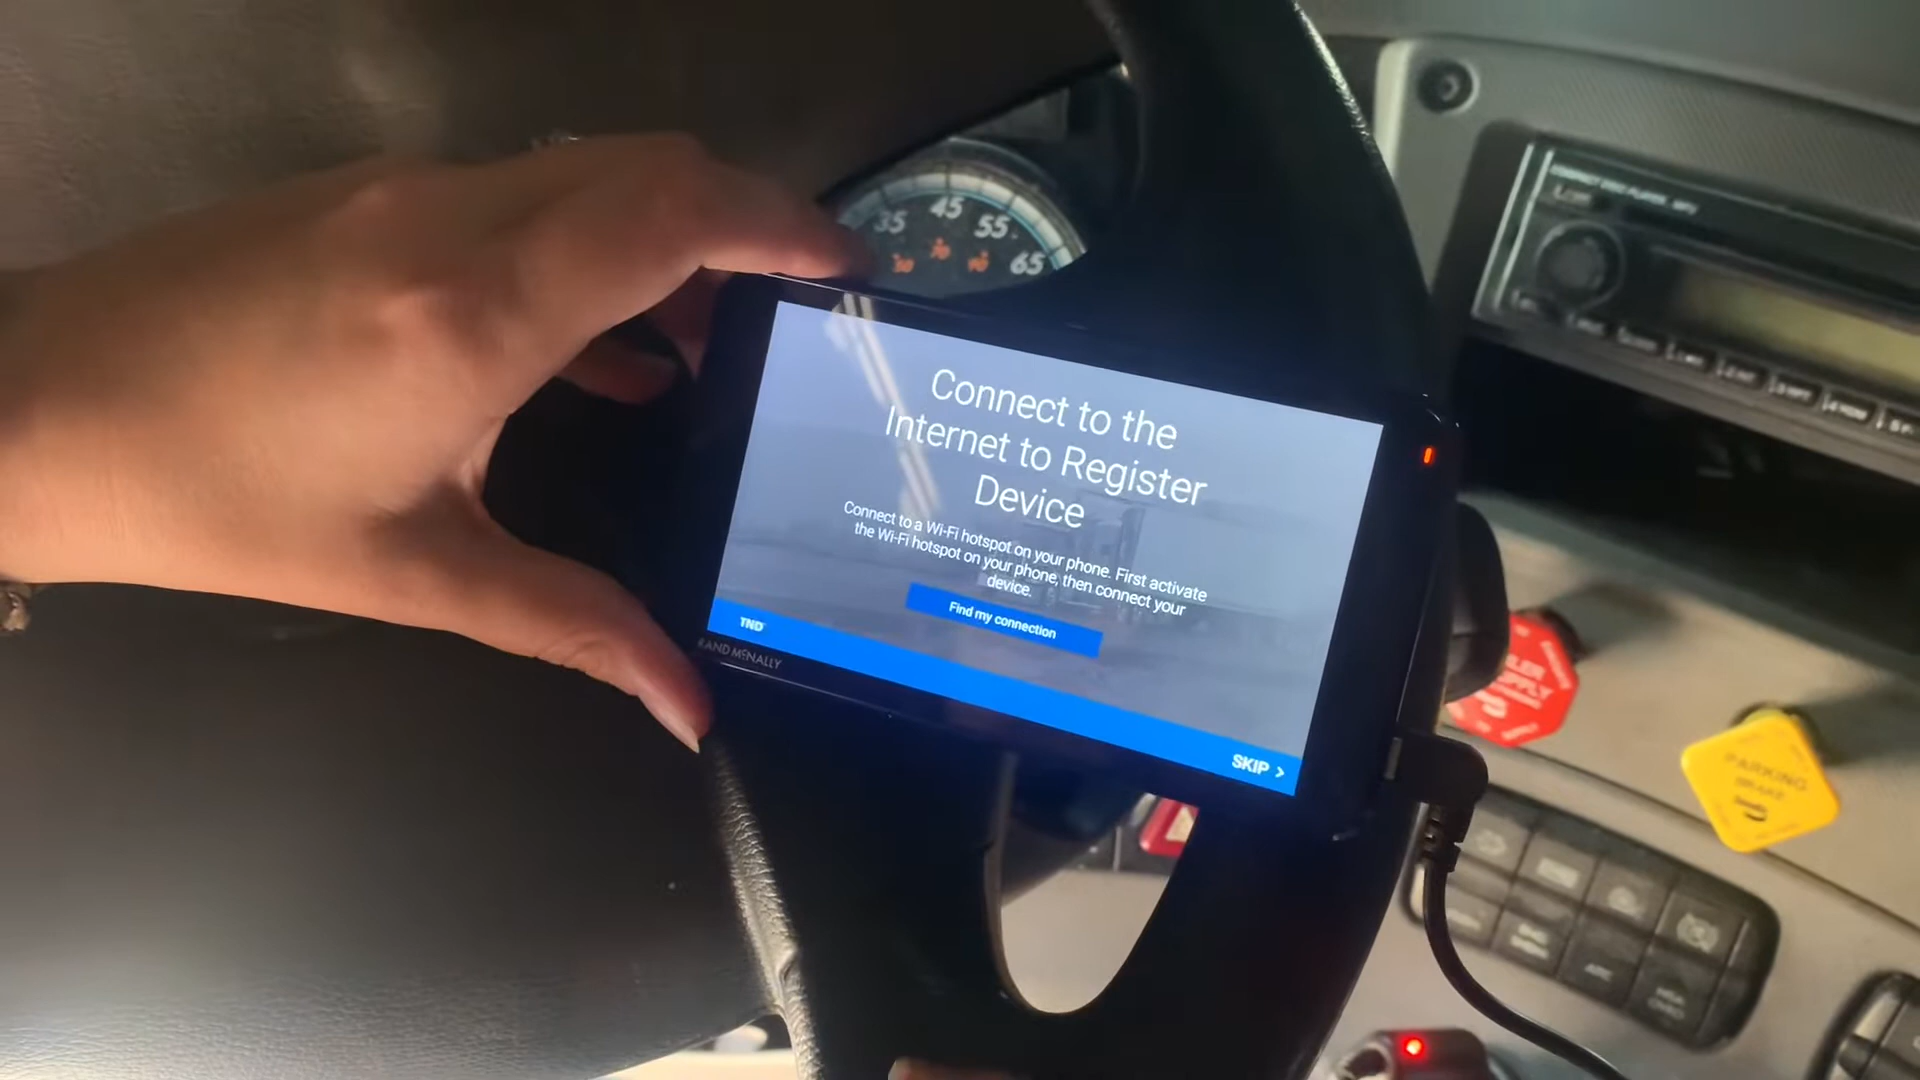 35
45
55
65
Connect to the
Internet to Register
Device
Connect to a Wi-Fi hotspot on your phone. First activate
the Wi-Fi hotspot on your phone, then connect your
device.
Find my connection
TND
SKIP >
RAND McNALLY
PARKING
BRAKE